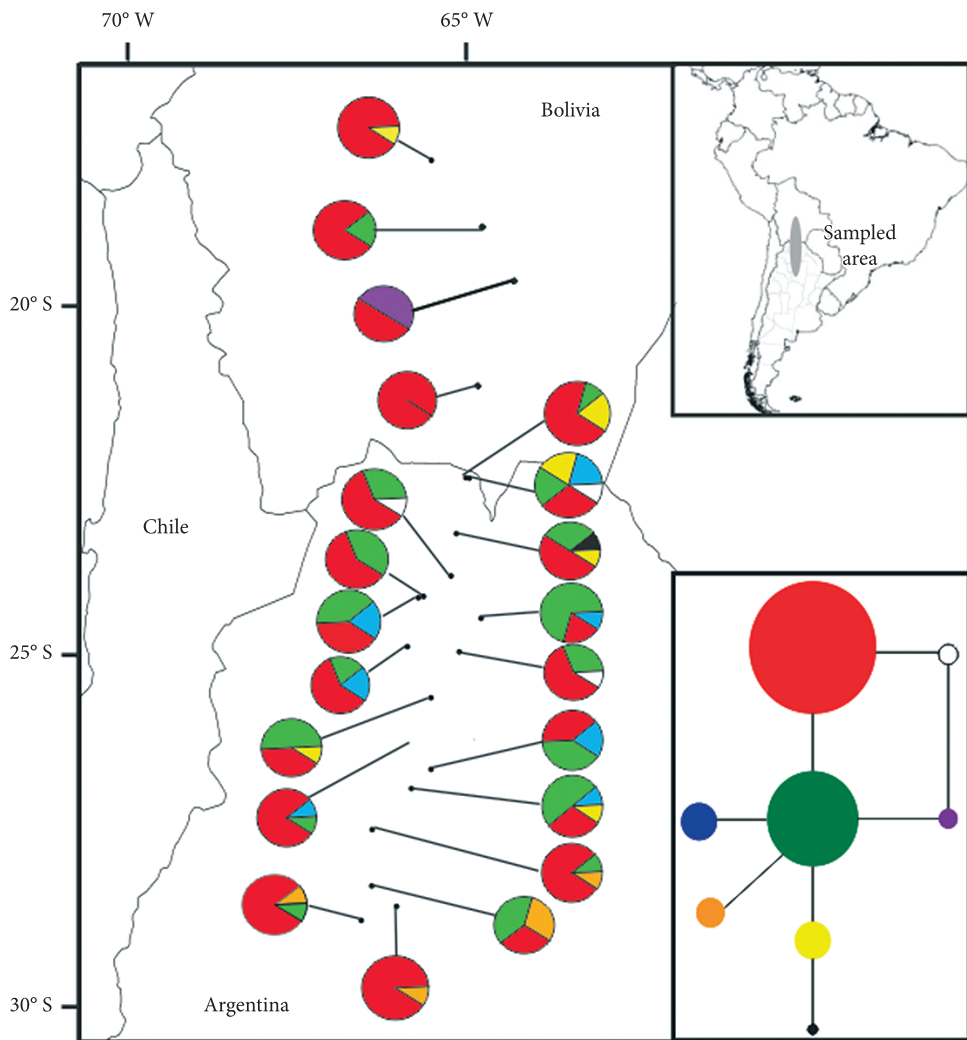 70° W
65° W
Bolivia
Sampled
area
20° S
Chile
25° S
30° S
Argentina